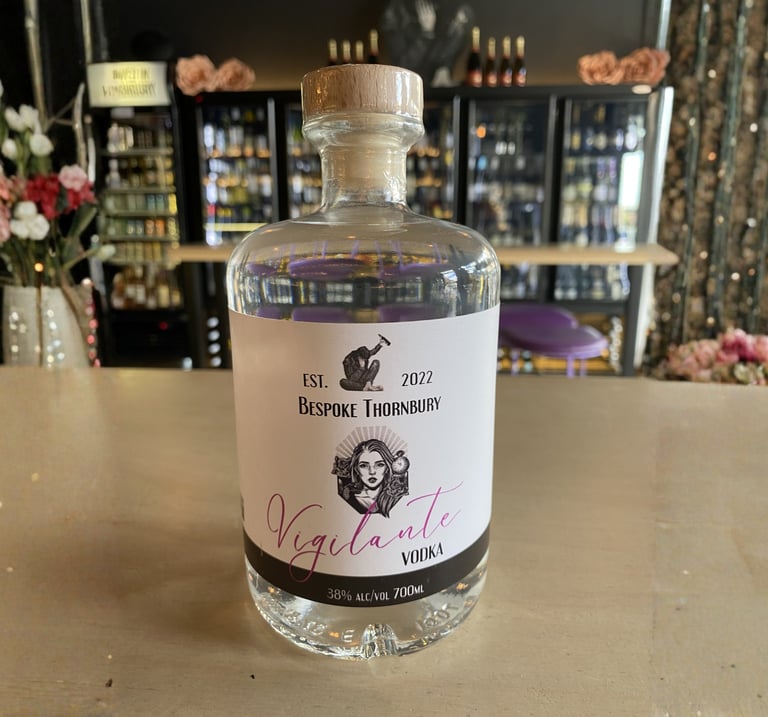 EST. 2022
BESPOKE THORNBURY
Vigilante
VODKA
38% ALC/VOL 700ML